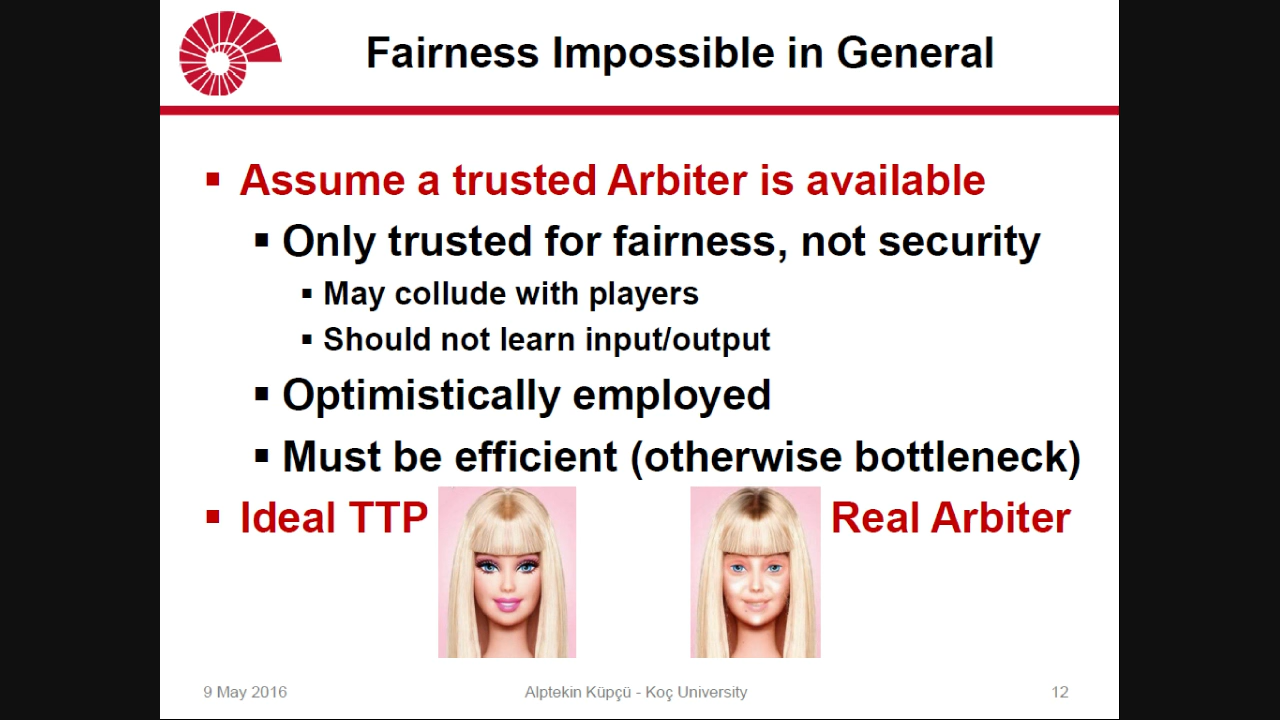 Fairness Impossible in General
Assume a trusted Arbiter is available
Only trusted for fairness, not security
May collude with players
Should not learn input/output
Optimistically employed
Must be efficient (otherwise bottleneck)
Ideal TTP
Real Arbiter
9 May 2016
Alptekin Küpçü - Koç University
12